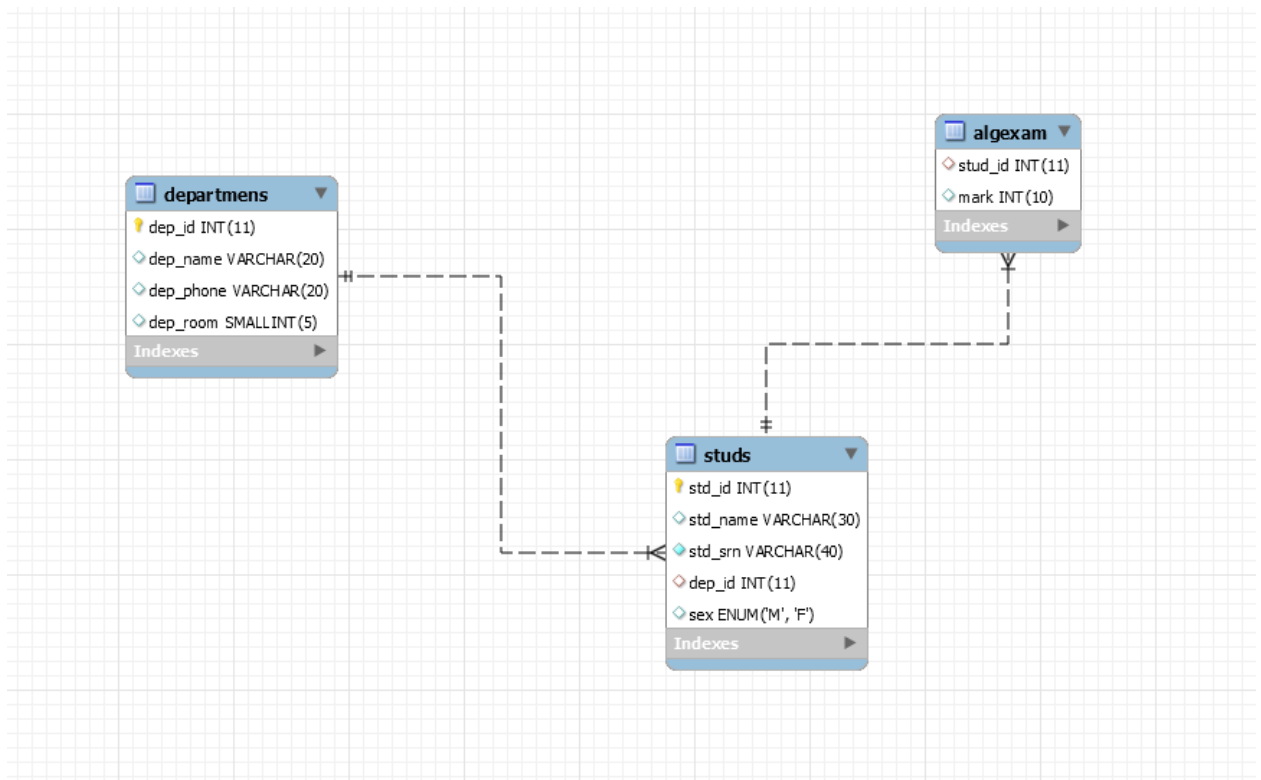 departmens
dep_id INT(11)
dep_name VARCHAR(20)
dep_phone VARCHAR(20)
dep_room SMALLINT(5)
Indexes
algexam
stud_id INT(11)
mark INT(10)
Indexes
studs
std_id INT(11)
std_name VARCHAR(30)
std_srn VARCHAR(40)
dep_id INT(11)
sex ENUM('M', 'F')
Indexes